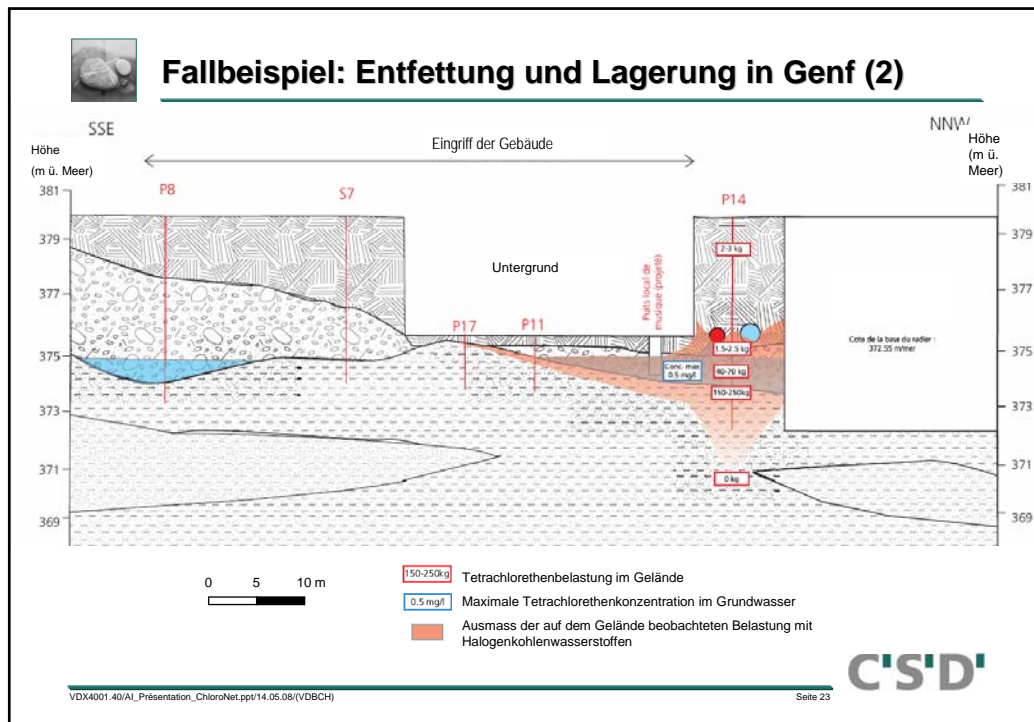 Fallbeispiel: Entfettung und Lagerung in Genf (2)
SSE
NNW
Höhe
(m ü. Meer)
Eingriff der Gebäude
Höhe
(m ü.
Meer)
381
379
377
375
373
371
369
P8
S7
P17
P11
Puits local de
musique (projeté)
P14
Untergrund
2-3 kg
1.5-2.5 kg
Conc. max
0.5 mg/l
40-70 kg
150-250kg
0 kg
Cote de la base du radier :
372.55 m/mer
381
379
377
375
373
371
369
0 5 10 m
150-250kg Tetrachlorethenbelastung im Gelände
0.5 mg/l Maximale Tetrachlorethenkonzentration im Grundwasser
Ausmass der auf dem Gelände beobachteten Belastung mit
Halogenkohlenwasserstoffen
C'S'D'
VDX4001.40/AI_Présentation_ChloroNet.ppt/14.05.08/(VDBCH)
Seite 23